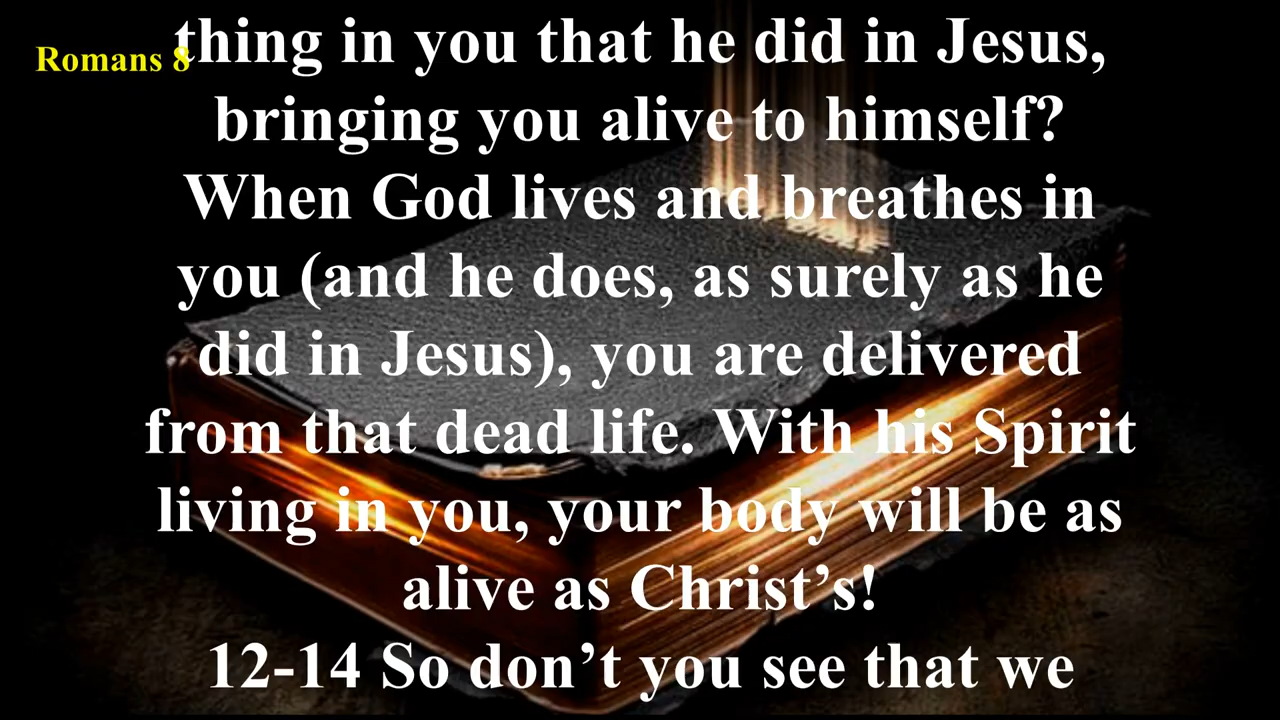 Romans 8
thing in you that he did in Jesus,
bringing you alive to himself?
When God lives and breathes in
you (and he does, as surely as he
did in Jesus), you are delivered
from that dead life. With his Spirit
living in you, your body will be as
alive as Christ’s!
12-14 So don’t you see that we